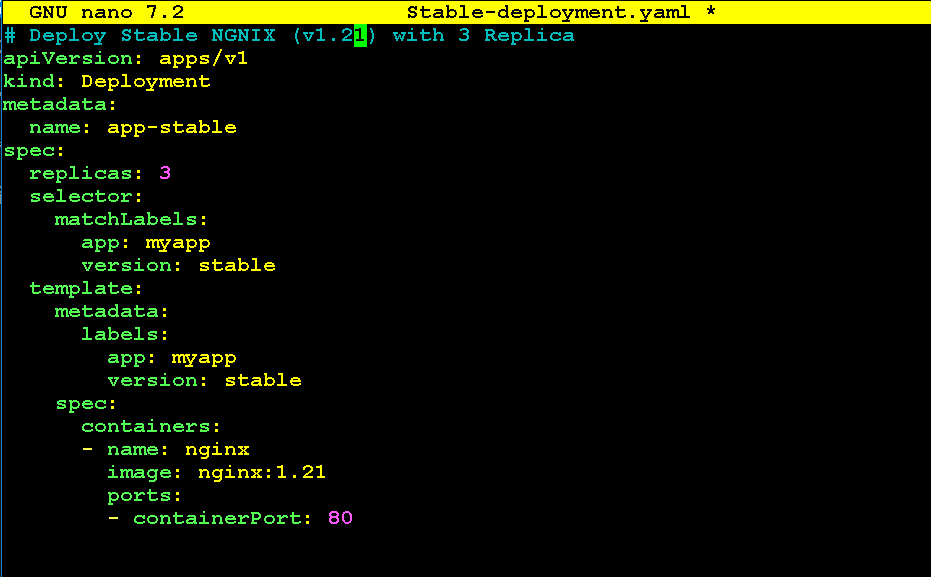 GNU nano 7.2 Stable-deployment.yaml *
# Deploy Stable NGNIX (v1.21) with 3 Replica
apiVersion: apps/v1
kind: Deployment
metadata:
  name: app-stable
spec:
  replicas: 3
  selector:
    matchLabels:
      app: myapp
      version: stable
  template:
    metadata:
      labels:
        app: myapp
        version: stable
    spec:
      containers:
      - name: nginx
        image: nginx:1.21
        ports:
        - containerPort: 80